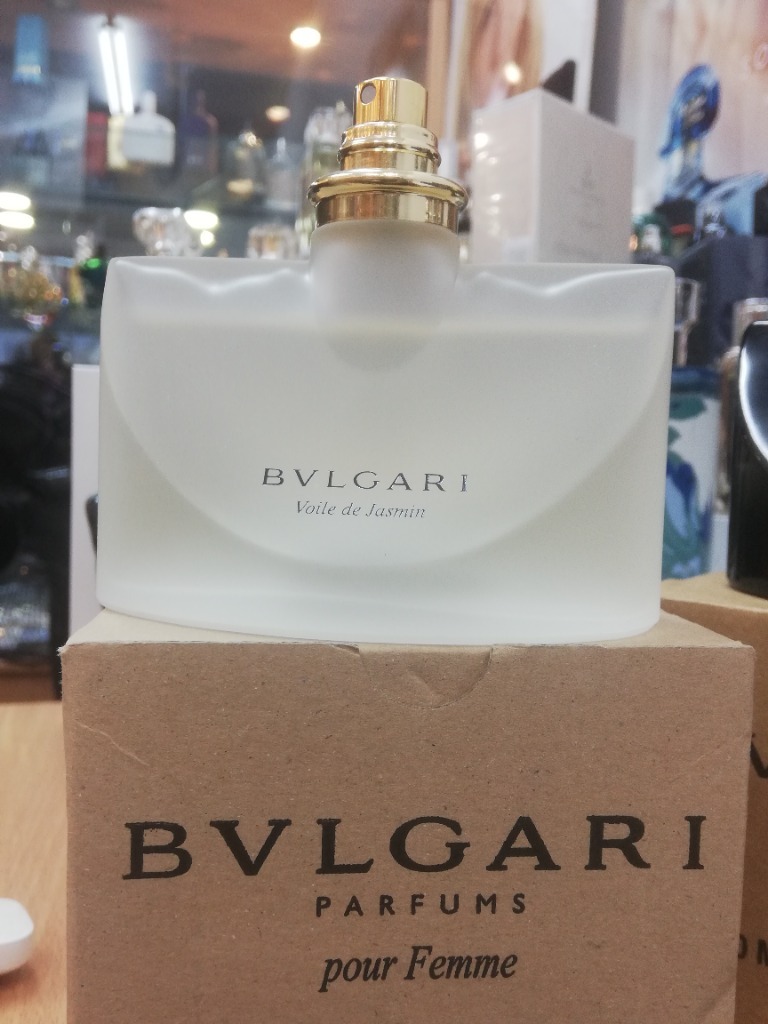 BVLGARI
Voile de Jasmin
BVLGARI
PARFUMS
pour Femme